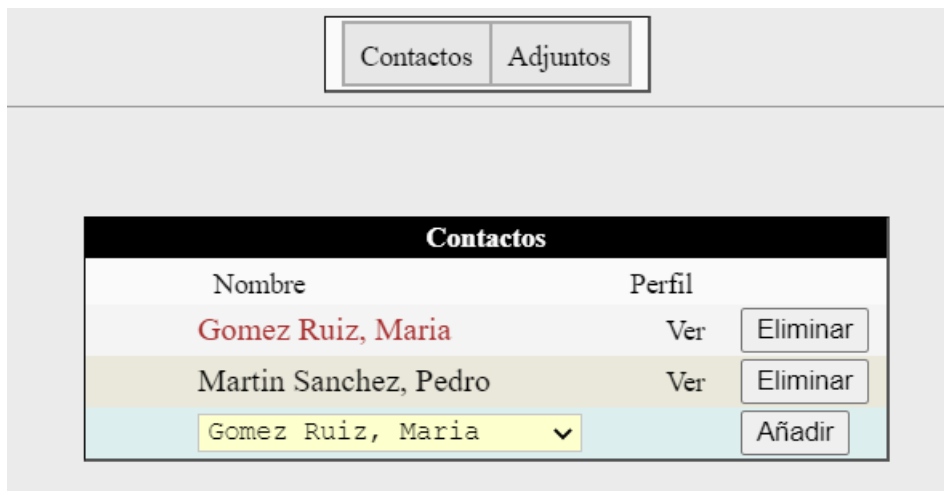 Contactos Adjuntos
Contactos
Nombre Perfil
Gomez Ruiz, Maria Ver Eliminar
Martin Sanchez, Pedro Ver Eliminar
Gomez Ruiz, Maria Añadir